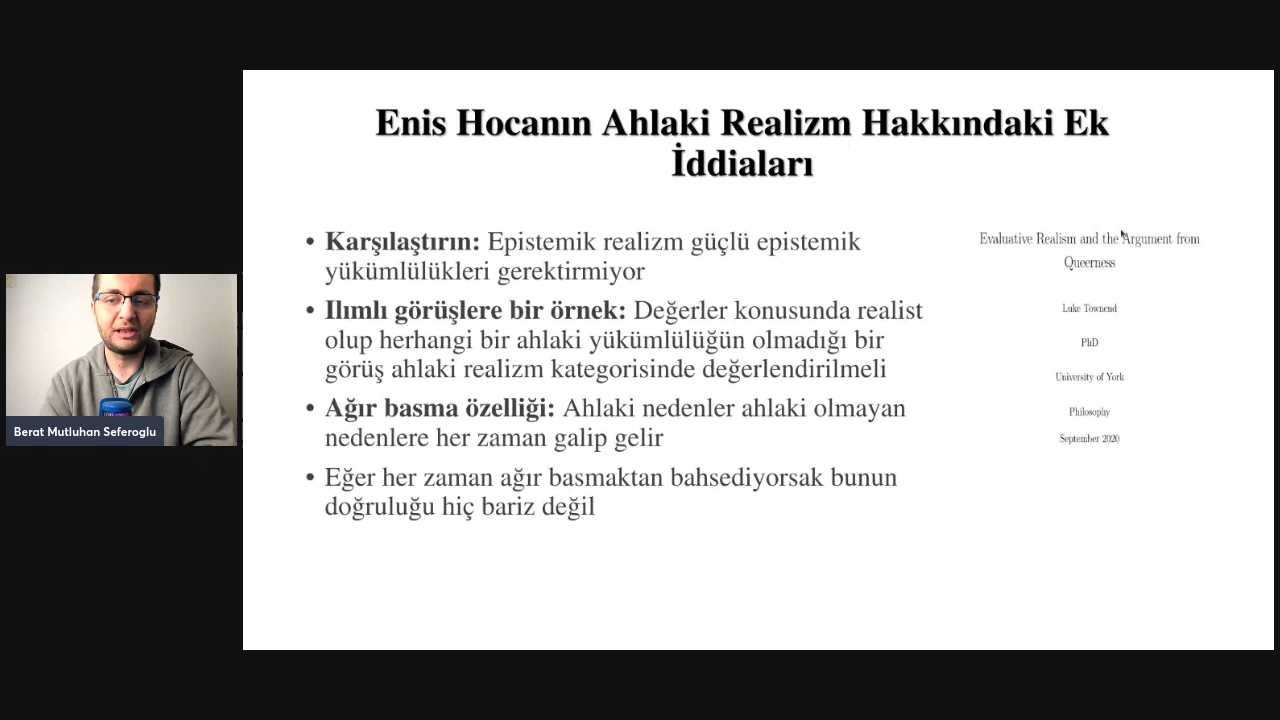 Enis Hocanın Ahlaki Realizm Hakkındaki Ek
İddiaları
• Karşılaştırın: Epistemik realizm güçlü epistemik
yükümlülükleri gerektirmiyor
• Ilımlı görüşlere bir örnek: Değerler konusunda realist
olup herhangi bir ahlaki yükümlülüğün olmadığı bir
görüş ahlaki realizm kategorisinde değerlendirilmeli
• Ağır basma özelliği: Ahlaki nedenler ahlaki olmayan
nedenlere her zaman galip gelir
• Eğer her zaman ağır basmaktan bahsediyorsak bunun
doğruluğu hiç bariz değil
Evaluative Realism and the Argument from
Queerness
Luke Townend
PhD
University of York
Philosophy
September 2020
Berat Mutluhan Seferoglu